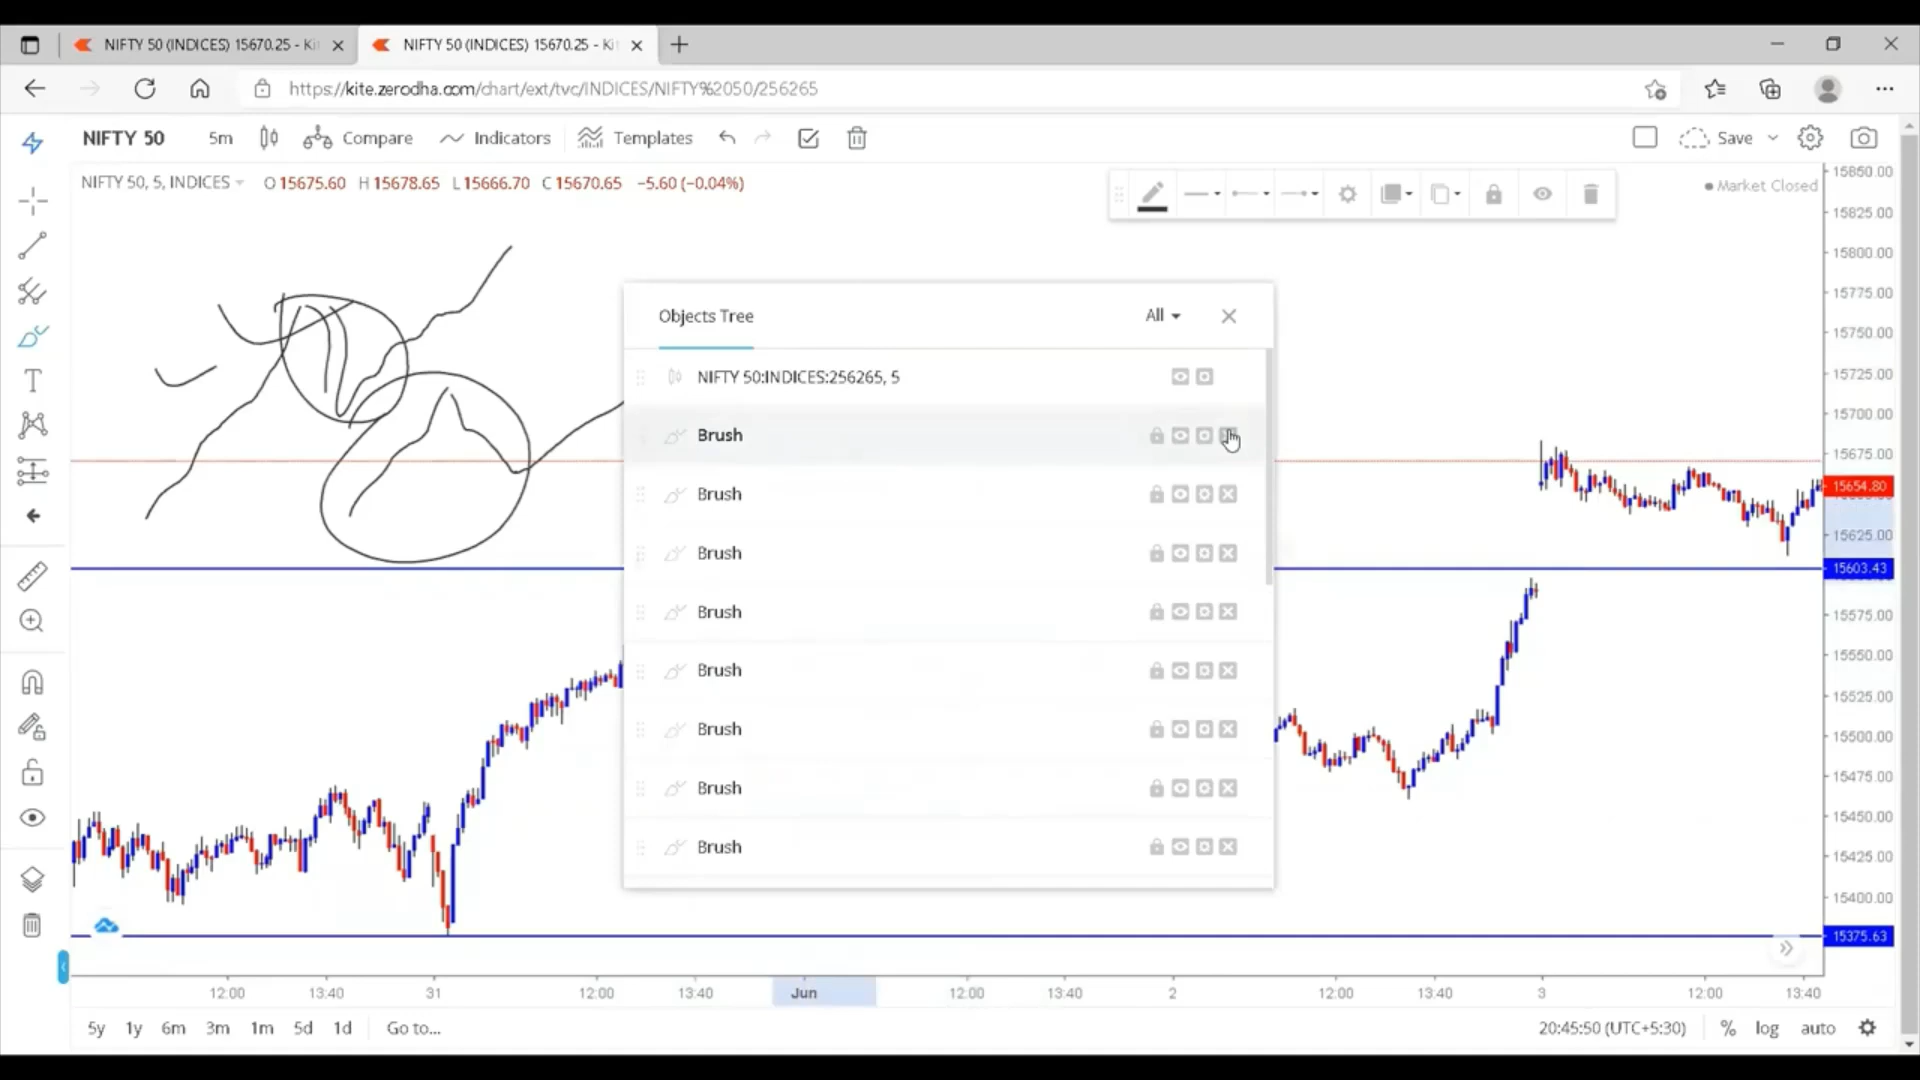 NIFTY 50 (INDICES) 15670.25 - Ki
NIFTY 50 (INDICES) 15670.25 - Ki
https://kite.zerodha.com/chart/ext/tvc/INDICES/NIFTY%2050/256265
NIFTY 50 5m Compare Indicators Templates Save
NIFTY 50, 5, INDICES O 15675.60 H 15678.65 L 15666.70 C 15670.65 −5.60 (−0.04%)
Market Closed
Objects Tree All
NIFTY 50:INDICES:256265, 5
Brush
Brush
Brush
Brush
Brush
Brush
Brush
Brush
15850.00
15825.00
15800.00
15775.00
15750.00
15725.00
15700.00
15675.00
15654.80
15625.00
15603.43
15575.00
15550.00
15525.00
15500.00
15475.00
15450.00
15425.00
15400.00
15375.63
12:00 13:40 31 12:00 13:40 Jun 12:00 13:40 2 12:00 13:40 3 12:00 13:40
5y 1y 6m 3m 1m 5d 1d Go to... 20:45:50 (UTC+5:30) % log auto